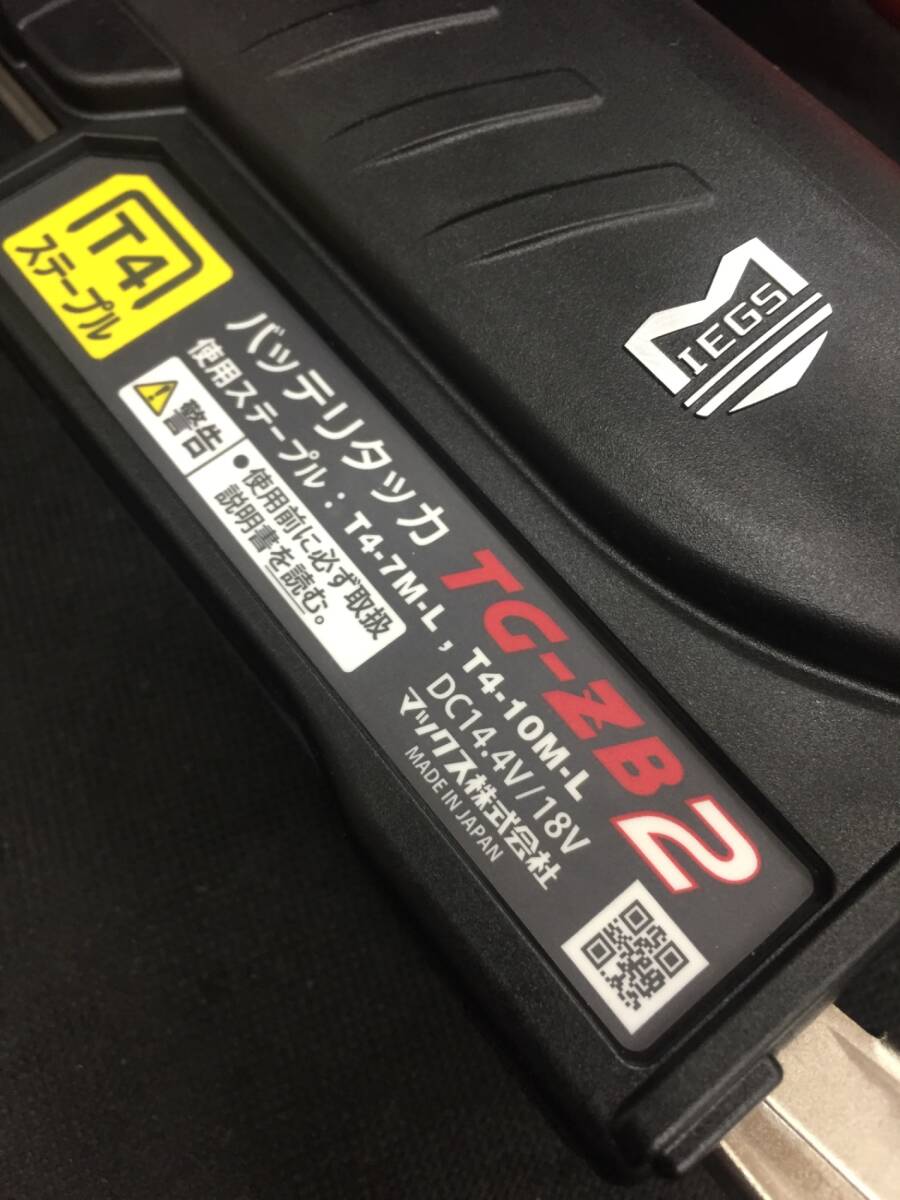 T4
ステープル
バッテリタッカ TG-ZB2
使用ステープル：T4-7M-L , T4-10M-L
警告
●使用前に必ず取扱
説明書を読む。
DC14.4V/18V
マックス株式会社
MADE IN JAPAN
MIEGS